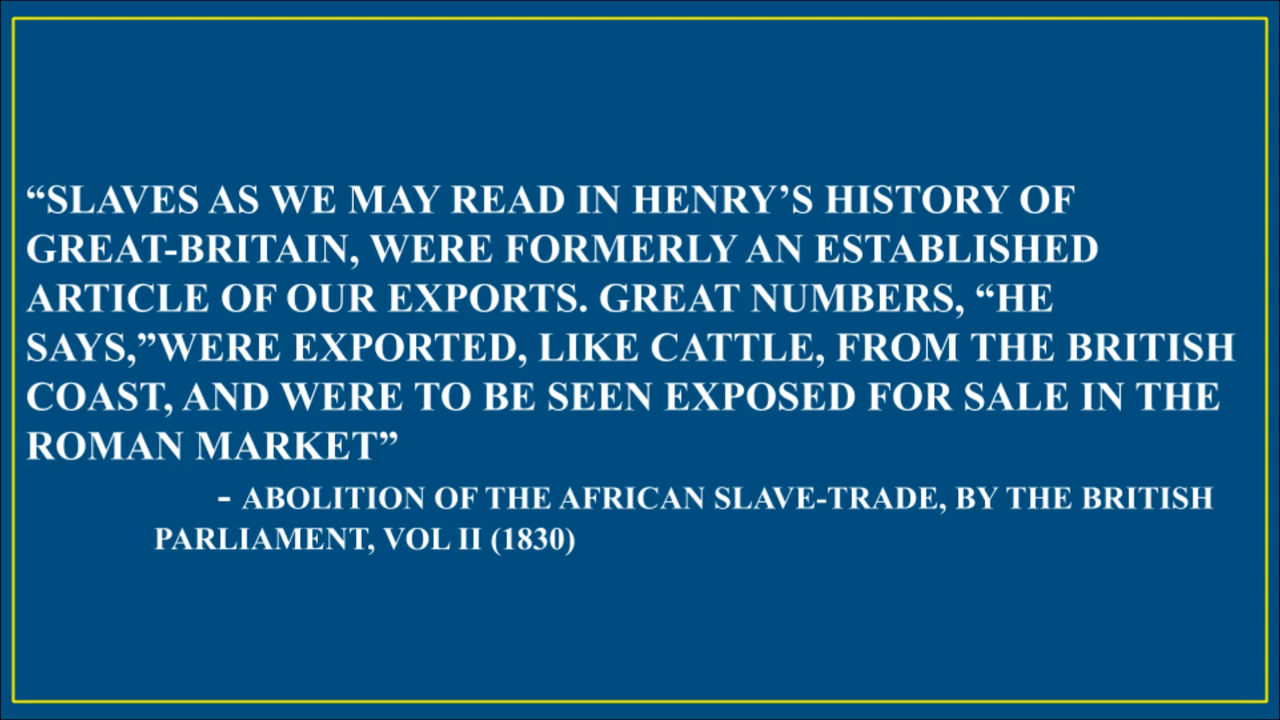 “SLAVES AS WE MAY READ IN HENRY’S HISTORY OF
GREAT-BRITAIN, WERE FORMERLY AN ESTABLISHED
ARTICLE OF OUR EXPORTS. GREAT NUMBERS, “HE
SAYS,”WERE EXPORTED, LIKE CATTLE, FROM THE BRITISH
COAST, AND WERE TO BE SEEN EXPOSED FOR SALE IN THE
ROMAN MARKET”
- ABOLITION OF THE AFRICAN SLAVE-TRADE, BY THE BRITISH
PARLIAMENT, VOL II (1830)